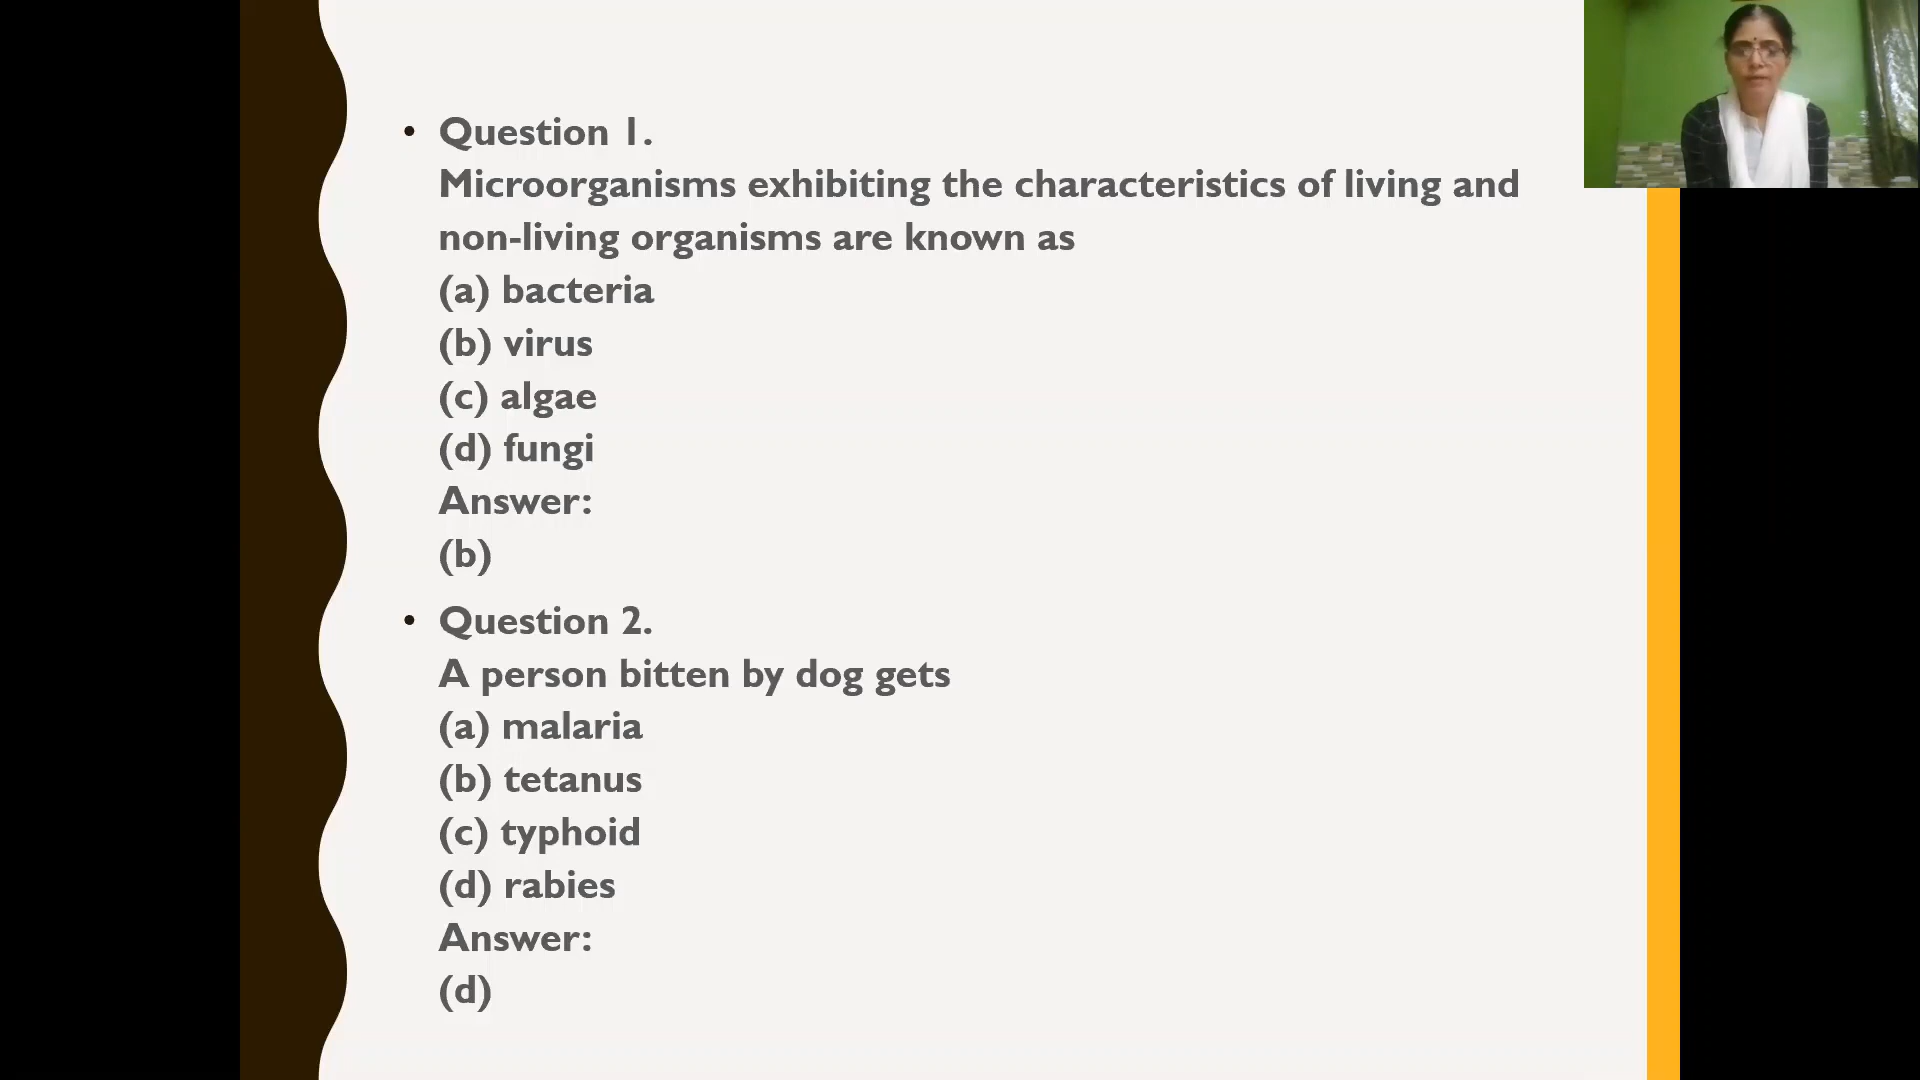 • Question 1.
Microorganisms exhibiting the characteristics of living and
non-living organisms are known as
(a) bacteria
(b) virus
(c) algae
(d) fungi
Answer:
(b)
• Question 2.
A person bitten by dog gets
(a) malaria
(b) tetanus
(c) typhoid
(d) rabies
Answer:
(d)